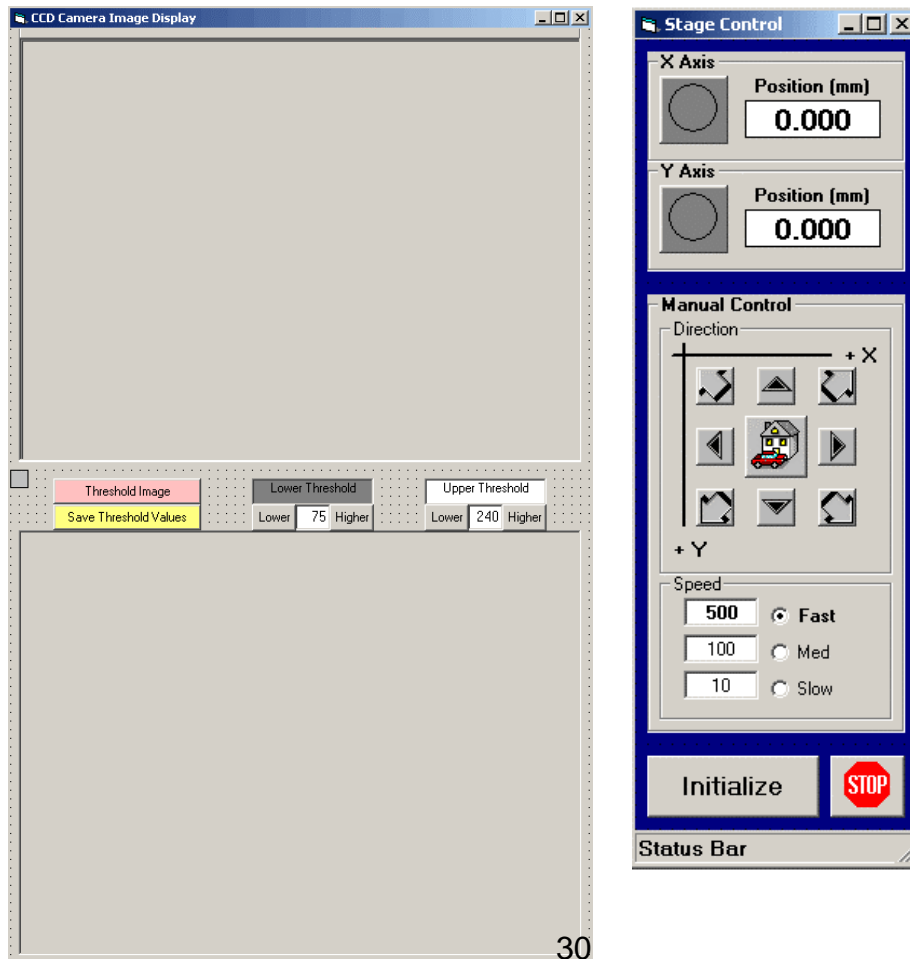 CCD Camera Image Display
Threshold Image
Lower Threshold
Upper Threshold
Save Threshold Values
Lower 75 Higher
Lower 240 Higher
30
Stage Control
X Axis
Position (mm)
0.000
Y Axis
Position (mm)
0.000
Manual Control
Direction
+ X
+ Y
Speed
500 Fast
100 Med
10 Slow
Initialize
STOP
Status Bar